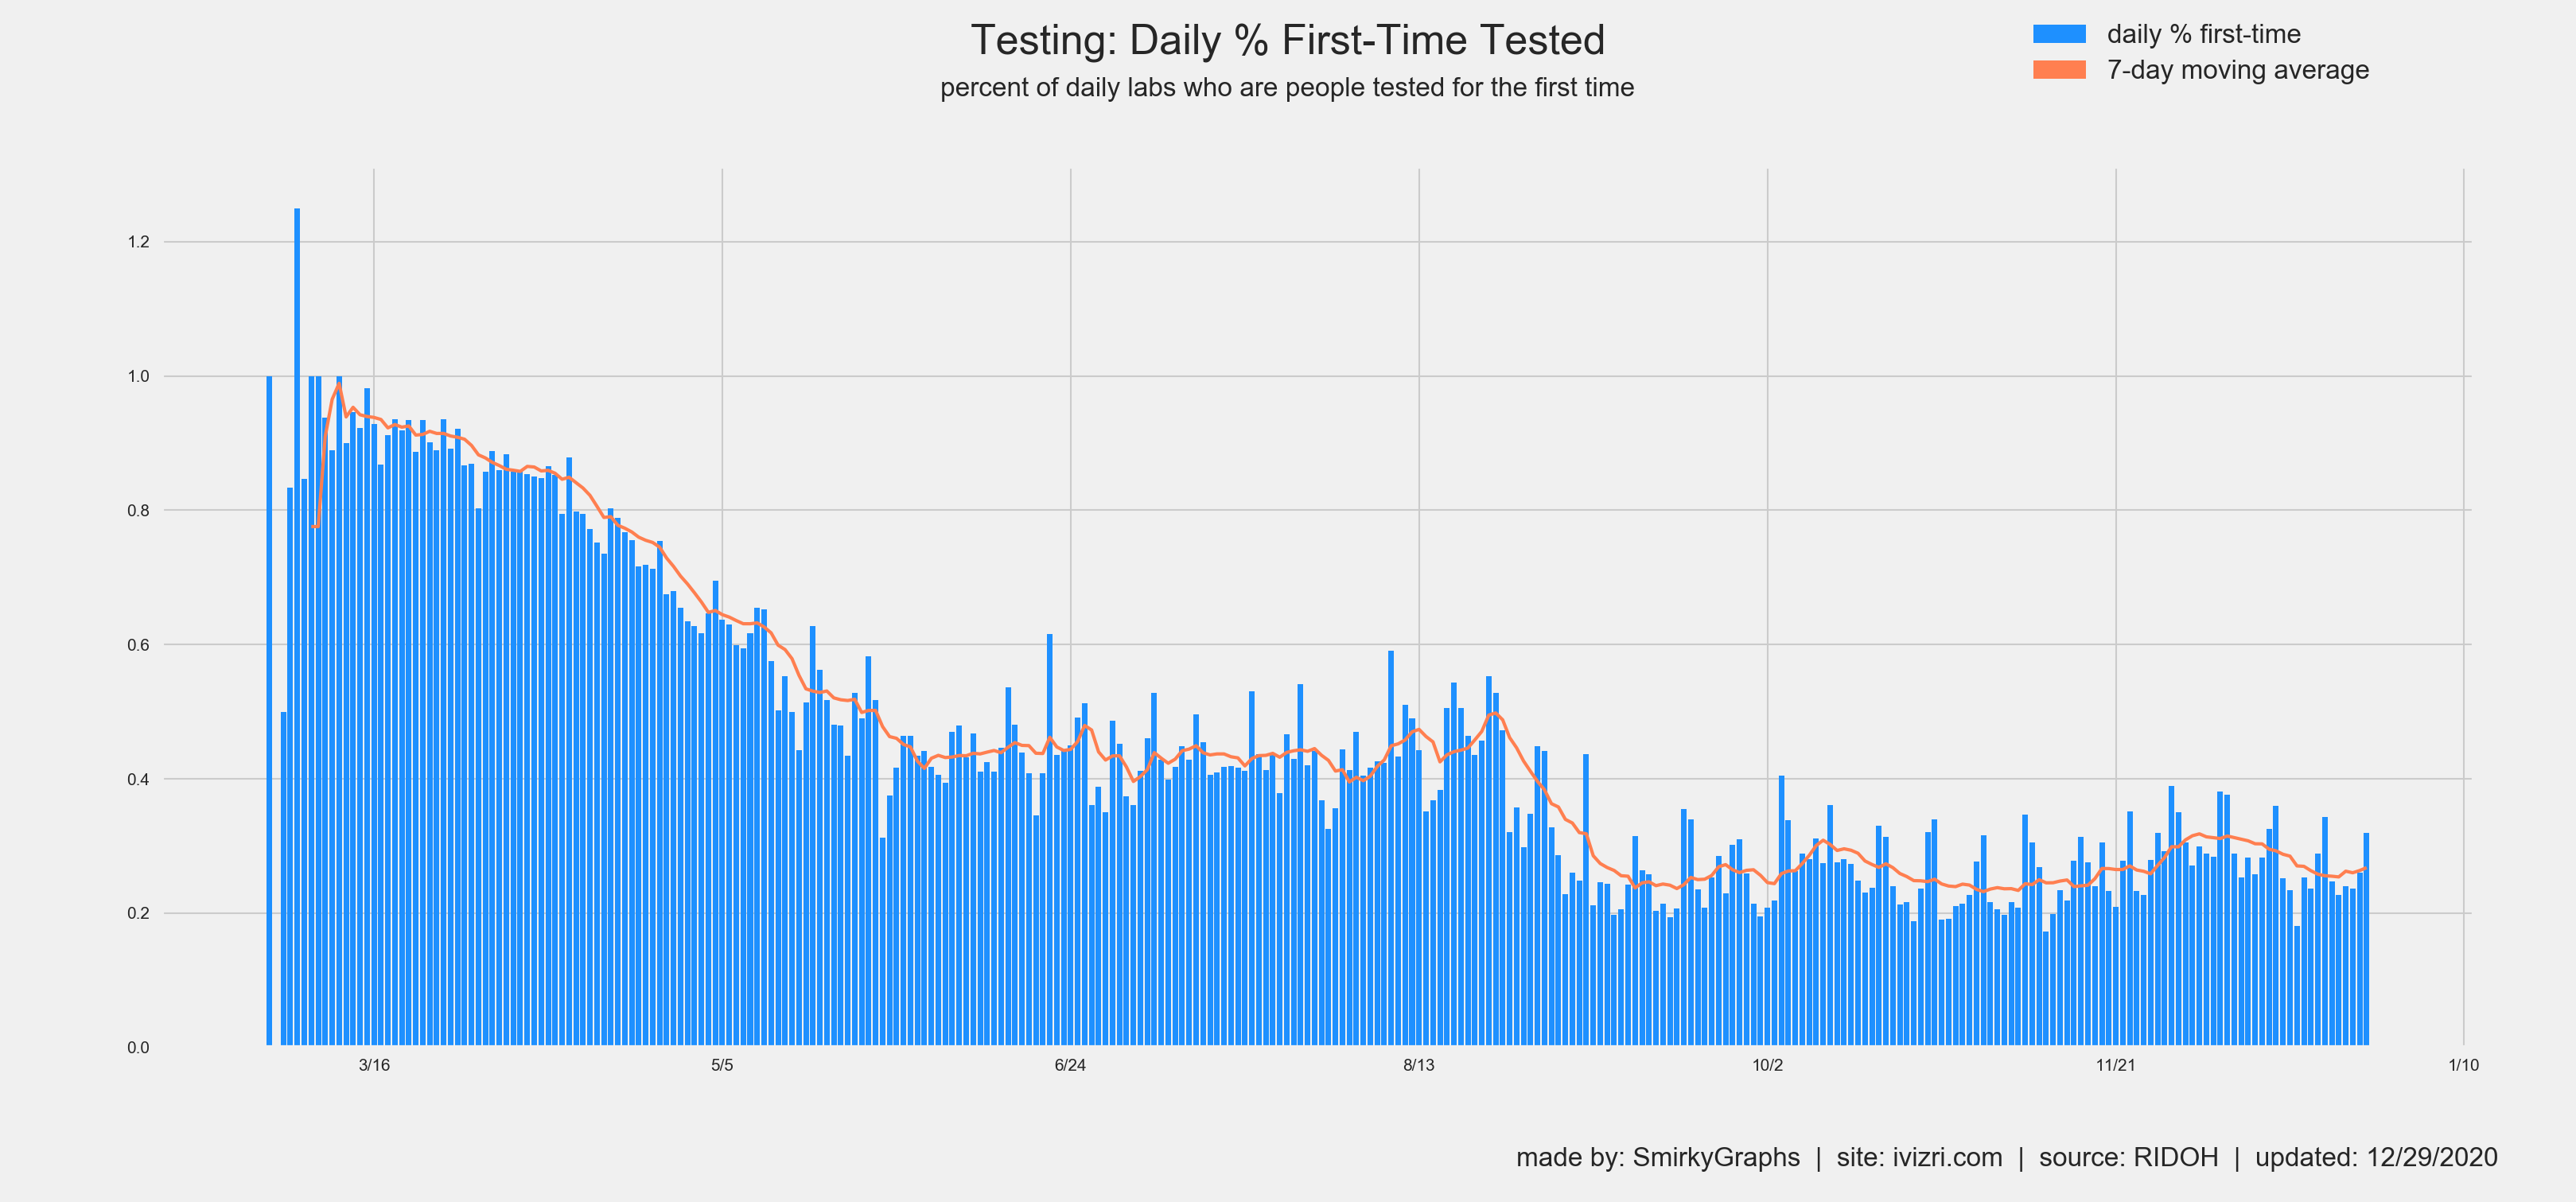 Testing: Daily % First-Time Tested
percent of daily labs who are people tested for the first time
daily % first-time
7-day moving average
1.2
1.0
0.8
0.6
0.4
0.2
0.0
3/16 5/5 6/24 8/13 10/2 11/21 1/10
made by: SmirkyGraphs | site: ivizri.com | source: RIDOH | updated: 12/29/2020